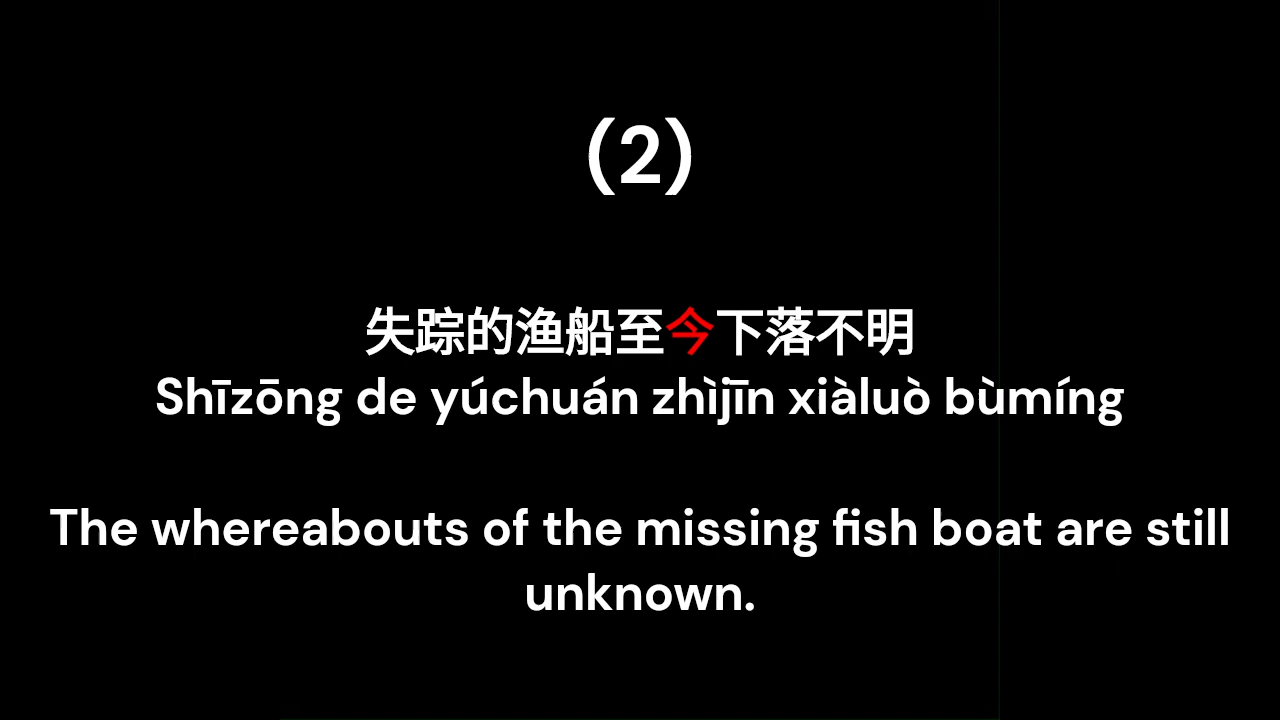 (2)
失踪的渔船至今下落不明
Shīzōng de yúchuán zhìjīn xiàluò bùmíng
The whereabouts of the missing fish boat are still
unknown.